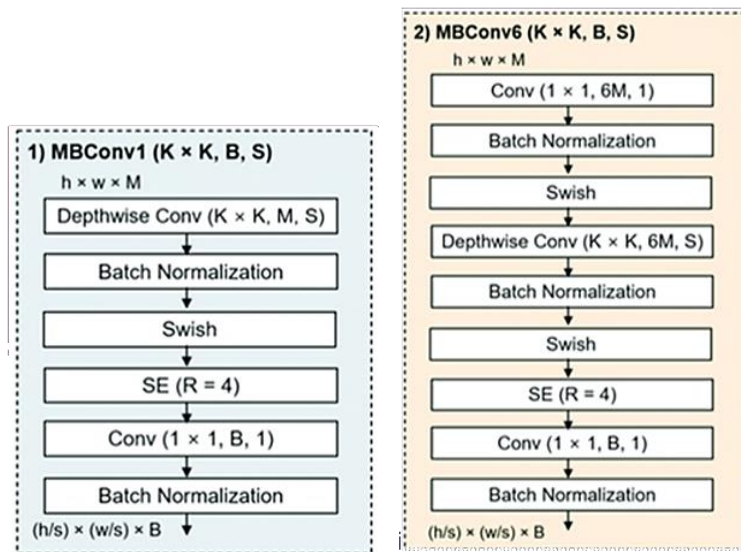 1) MBConv1 (K × K, B, S)
h × w × M
Depthwise Conv (K × K, M, S)
Batch Normalization
Swish
SE (R = 4)
Conv (1 × 1, B, 1)
Batch Normalization
(h/s) × (w/s) × B
2) MBConv6 (K × K, B, S)
h × w × M
Conv (1 × 1, 6M, 1)
Batch Normalization
Swish
Depthwise Conv (K × K, 6M, S)
Batch Normalization
Swish
SE (R = 4)
Conv (1 × 1, B, 1)
Batch Normalization
(h/s) × (w/s) × B